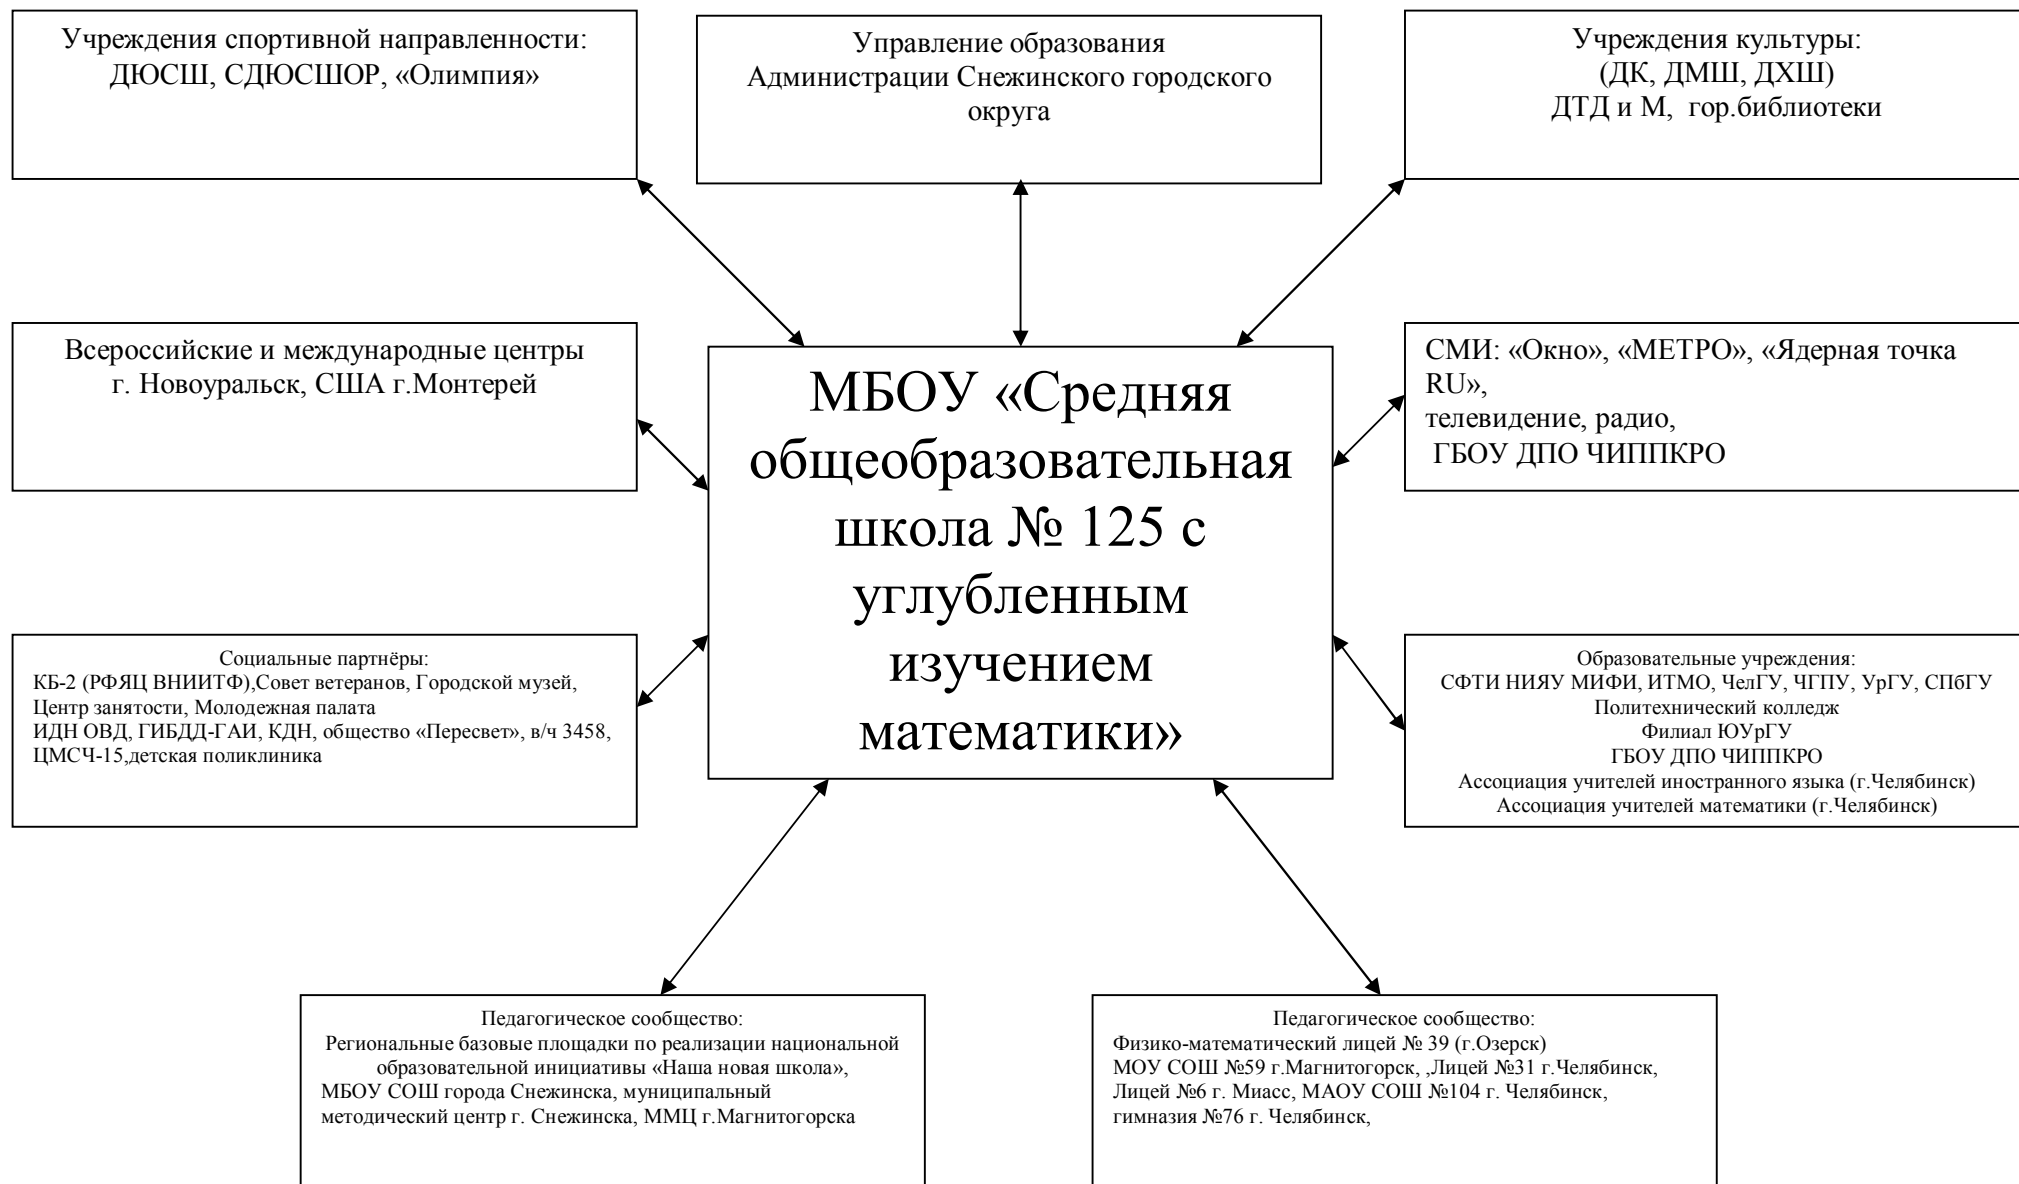 Учреждения спортивной направленности:
ДЮСШ, СДЮСШОР, «Олимпия»
Управление образования
Администрации Снежинского городского
округа
Учреждения культуры:
(ДК, ДМШ, ДХШ)
ДТД и М, гор.библиотеки
Всероссийские и международные центры
г. Новоуральск, США г.Монтерей
МБОУ «Средняя
общеобразовательная
школа № 125 с
углубленным
изучением
математики»
СМИ: «Окно», «МЕТРО», «Ядерная точка
RU»,
телевидение, радио,
ГБОУ ДПО ЧИППКРО
Социальные партнёры:
КБ-2 (РФЯЦ ВНИИТФ),Совет ветеранов, Городской музей,
Центр занятости, Молодежная палата
ИДН ОВД, ГИБДД-ГАИ, КДН, общество «Пересвет», в/ч 3458,
ЦМСЧ-15,детская поликлиника
Образовательные учреждения:
СФТИ НИЯУ МИФИ, ИТМО, ЧелГУ, ЧГПУ, УрГУ, СПбГУ
Политехнический колледж
Филиал ЮУрГУ
ГБОУ ДПО ЧИППКРО
Ассоциация учителей иностранного языка (г.Челябинск)
Ассоциация учителей математики (г.Челябинск)
Педагогическое сообщество:
Региональные базовые площадки по реализации национальной
образовательной инициативы «Наша новая школа»,
МБОУ СОШ города Снежинска, муниципальный
методический центр г. Снежинска, ММЦ г.Магнитогорска
Педагогическое сообщество:
Физико-математический лицей № 39 (г.Озерск)
МОУ СОШ №59 г.Магнитогорск, ,Лицей №31 г.Челябинск,
Лицей №6 г. Миасс, МАОУ СОШ №104 г. Челябинск,
гимназия №76 г. Челябинск,